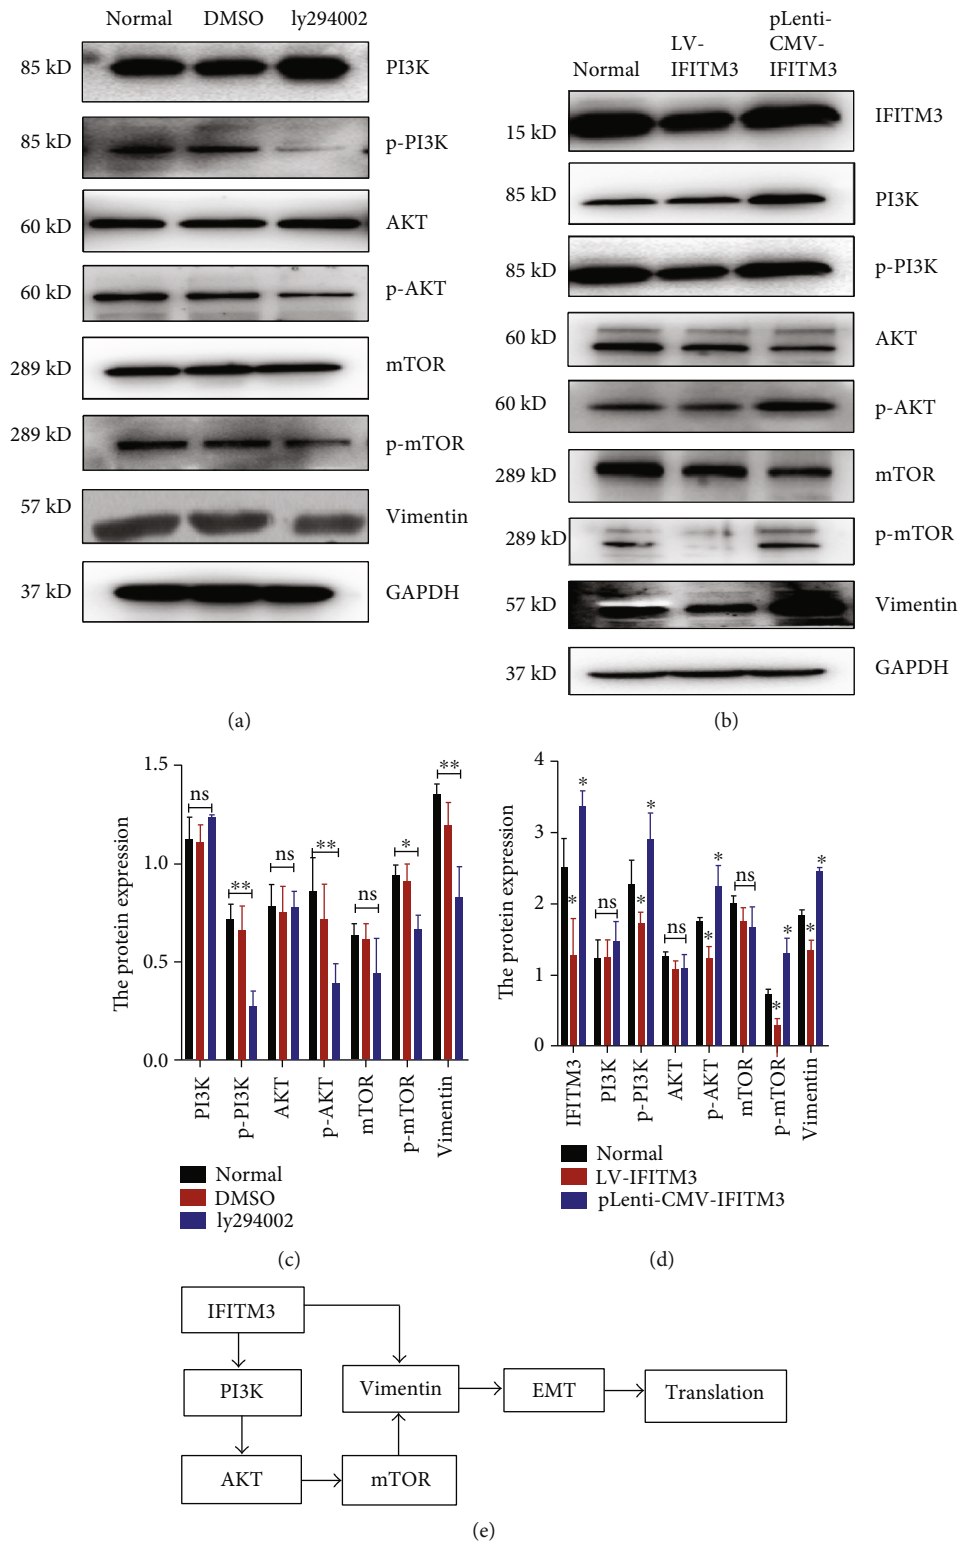 Normal DMSO ly294002
85 kD PI3K
85 kD p-PI3K
60 kD AKT
60 kD p-AKT
289 kD mTOR
289 kD p-mTOR
57 kD Vimentin
37 kD GAPDH
(a)
Normal LV-IFITM3 pLenti-CMV-IFITM3
15 kD IFITM3
85 kD PI3K
85 kD p-PI3K
60 kD AKT
60 kD p-AKT
289 kD mTOR
289 kD p-mTOR
57 kD Vimentin
37 kD GAPDH
(b)
The protein expression
1.5
1.0
0.5
0.0
ns ** ns ** ns * **
PI3K p-PI3K AKT p-AKT mTOR p-mTOR Vimentin
Normal
DMSO
ly294002
(c)
The protein expression
4
3
2
1
0
* * ns * * ns * * ns * * * *
IFITM3 PI3K p-PI3K AKT p-AKT mTOR p-mTOR Vimentin
Normal
LV-IFITM3
pLenti-CMV-IFITM3
(d)
IFITM3
PI3K Vimentin EMT Translation
AKT mTOR
(e)